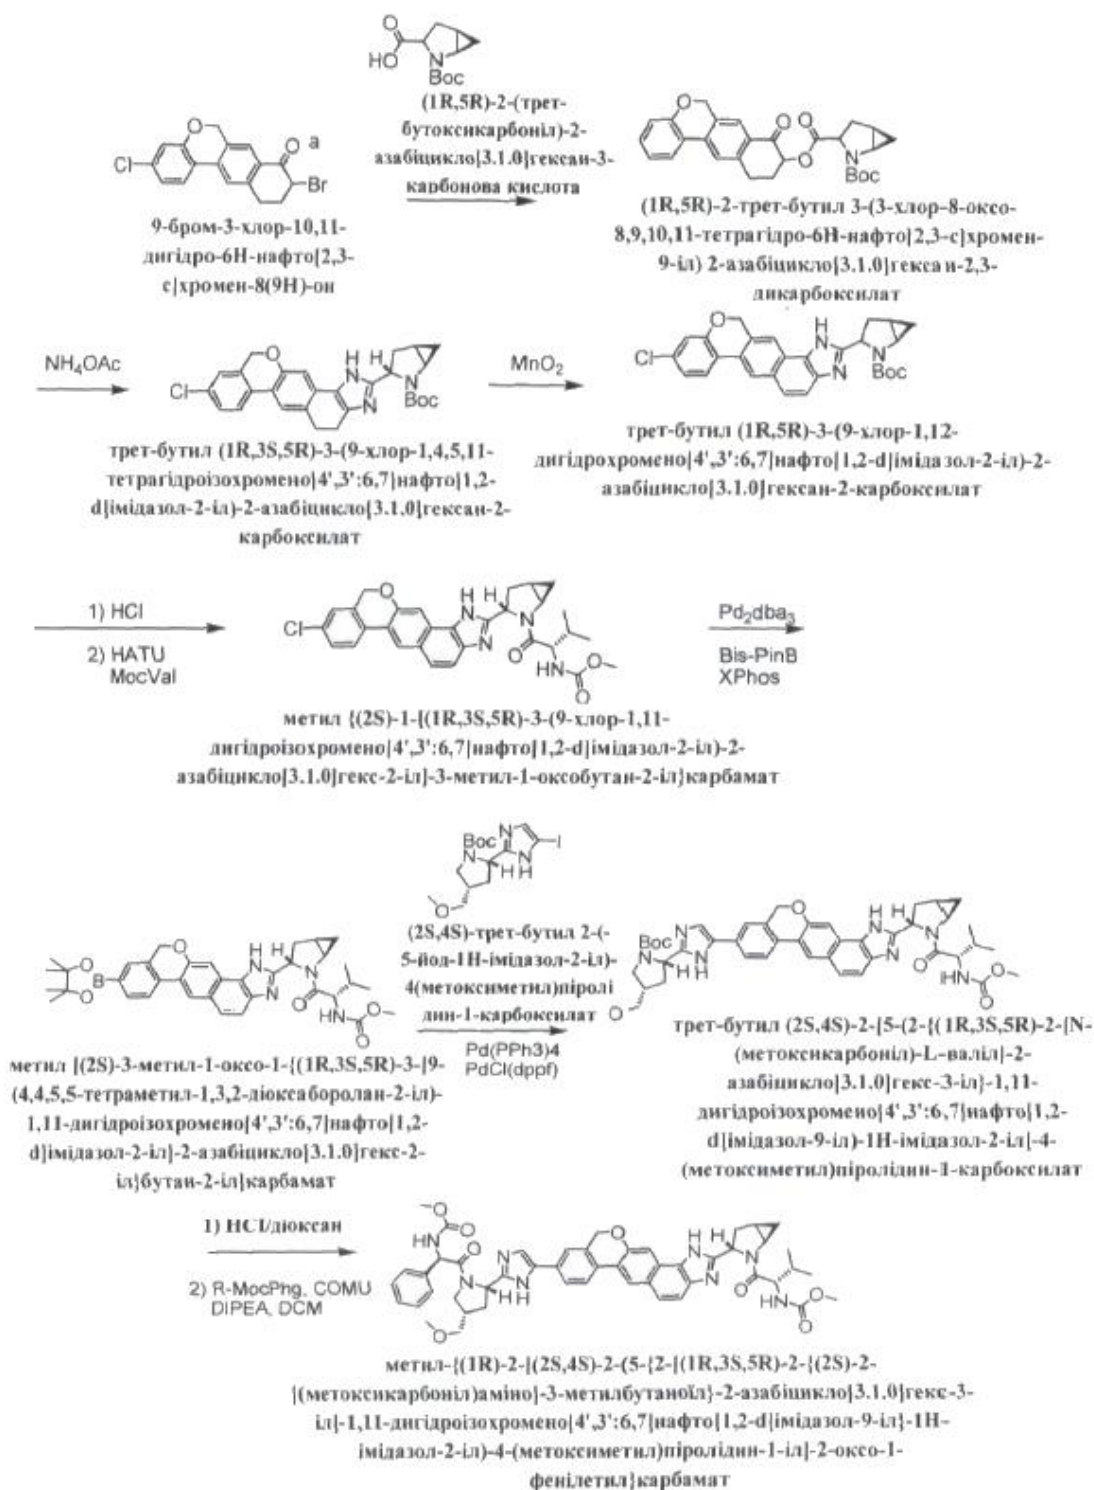 HO
O
N
Boc
(1R,5R)-2-(трет-
бутоксикарбоніл)-2-
азабіцикло[3.1.0]гексан-3-
карбонова кислота
O
Cl
O
a
Br
9-бром-3-хлор-10,11-
дигідро-6H-нафто[2,3-
c]хромен-8(9H)-он
O
O
O
O
N
Boc
(1R,5R)-2-трет-бутил 3-(3-хлор-8-оксо-
8,9,10,11-тетрагідро-6H-нафто[2,3-c]хромен-
9-іл) 2-азабіцикло[3.1.0]гексан-2,3-
дикарбоксилат
NH4OAc
Cl
O
H
N
H
N
N
Boc
трет-бутил (1R,3S,5R)-3-(9-хлор-1,4,5,11-
тетрагідроізохромено[4',3':6,7]нафто[1,2-
d]імідазол-2-іл)-2-азабіцикло[3.1.0]гексан-2-
карбоксилат
MnO2
Cl
O
H
N
N
N
Boc
трет-бутил (1R,5R)-3-(9-хлор-1,12-
дигідрохромено[4',3':6,7]нафто[1,2-d]імідазол-2-іл)-2-
азабіцикло[3.1.0]гексан-2-карбоксилат
1) HCl
2) HATU
MocVal
Cl
O
H
N
H
N
N
O
HN
O
O
метил {(2S)-1-[(1R,3S,5R)-3-(9-хлор-1,11-
дигідроізохромено[4',3':6,7]нафто[1,2-d]імідазол-2-іл)-2-
азабіцикло[3.1.0]гекс-2-іл]-3-метил-1-оксобутан-2-іл}карбамат
Pd2dba3
Bis-PinB
XPhos
O
B
O
O
H
N
H
N
N
O
HN
O
O
метил [(2S)-3-метил-1-оксо-1-{(1R,3S,5R)-3-[9-
(4,4,5,5-тетраметил-1,3,2-діоксаборолан-2-іл)-
1,11-дигідроізохромено[4',3':6,7]нафто[1,2-
d]імідазол-2-іл]-2-азабіцикло[3.1.0]гекс-2-
іл}бутан-2-іл]карбамат
Boc
N
N
I
H
N
H
O
(2S,4S)-трет-бутил 2-(-
5-йод-1H-імідазол-2-іл)-
4(метоксиметил)піролі
дин-1-карбоксилат
Pd(PPh3)4
PdCl(dppf)
Boc
N
N
H
N
H
O
O
H
N
H
N
N
O
HN
O
O
трет-бутил (2S,4S)-2-[5-(2-{(1R,3S,5R)-2-[N-
(метоксикарбоніл)-L-валіл]-2-
азабіцикло[3.1.0]гекс-3-іл}-1,11-
дигідроізохромено[4',3':6,7]нафто[1,2-
d]імідазол-9-іл)-1H-імідазол-2-іл]-4-
(метоксиметил)піролідин-1-карбоксилат
1) HCl/діоксан
2) R-MocPhg, COMU
DIPEA, DCM
O
O
HN
O
N
N
H
N
H
O
O
H
N
H
N
N
O
HN
O
O
метил-{(1R)-2-[(2S,4S)-2-(5-{2-[(1R,3S,5R)-2-{(2S)-2-
[(метоксикарбоніл)аміно]-3-метилбутаноїл}-2-азабіцикло[3.1.0]гекс-3-
іл]-1,11-дигідроізохромено[4',3':6,7]нафто[1,2-d]імідазол-9-іл}-1H-
імідазол-2-іл)-4-(метоксиметил)піролідин-1-іл]-2-оксо-1-
фенілетил}карбамат